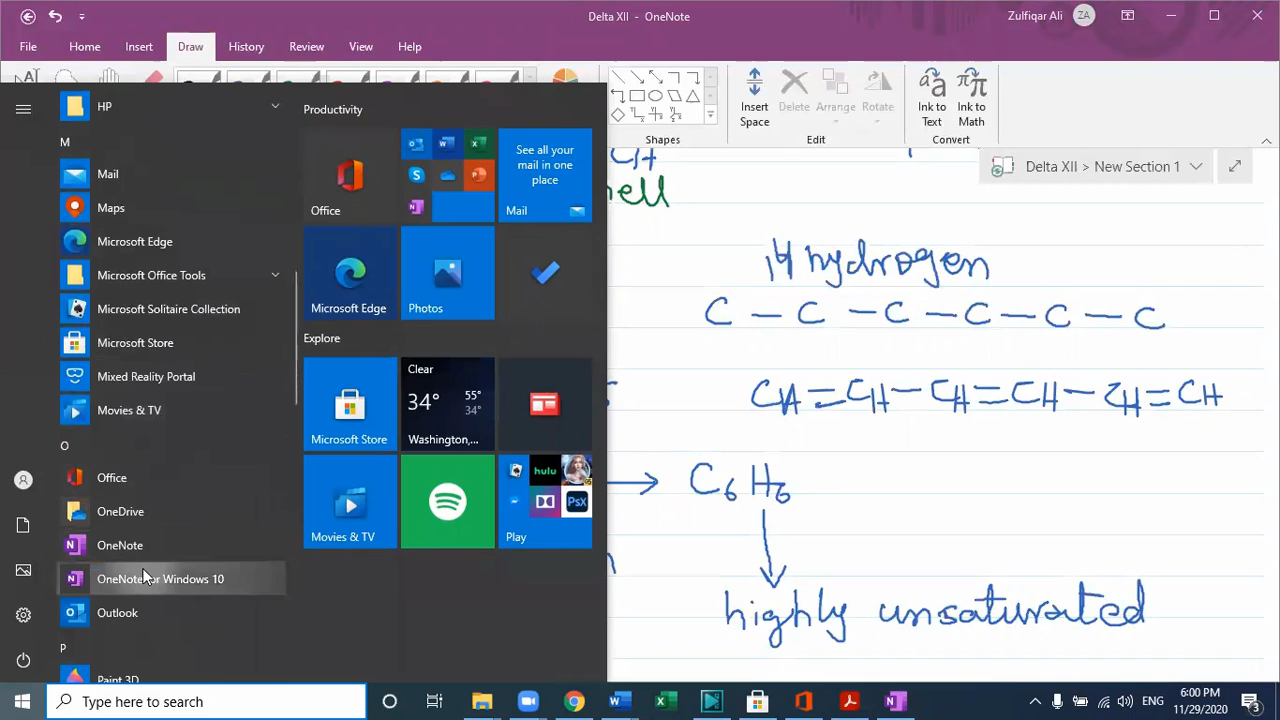 Delta XII - OneNote
Zulfiqar Ali ZA
File Home Insert Draw History Review View Help
Insert Space
Delete
Arrange
Rotate
Ink to Text
Ink to Math
Shapes
Edit
Convert
Delta XII > New Section 1
HP
M
Mail
Maps
Microsoft Edge
Microsoft Office Tools
Microsoft Solitaire Collection
Microsoft Store
Mixed Reality Portal
Movies & TV
O
Office
OneDrive
OneNote
OneNote for Windows 10
Outlook
P
Paint 3D
Productivity
Office
See all your
mail in one
place
Mail
Microsoft Edge
Photos
Explore
Microsoft Store
Clear
34° 55° 34°
Washington,...
Movies & TV
hulu
PsX
Play
CH
14 hydrogen
C – C – C – C – C – C
CH = CH – CH = CH – CH = CH
→ C₆H₆
highly unsaturated
Type here to search
ENG
6:00 PM
11/29/2020
3